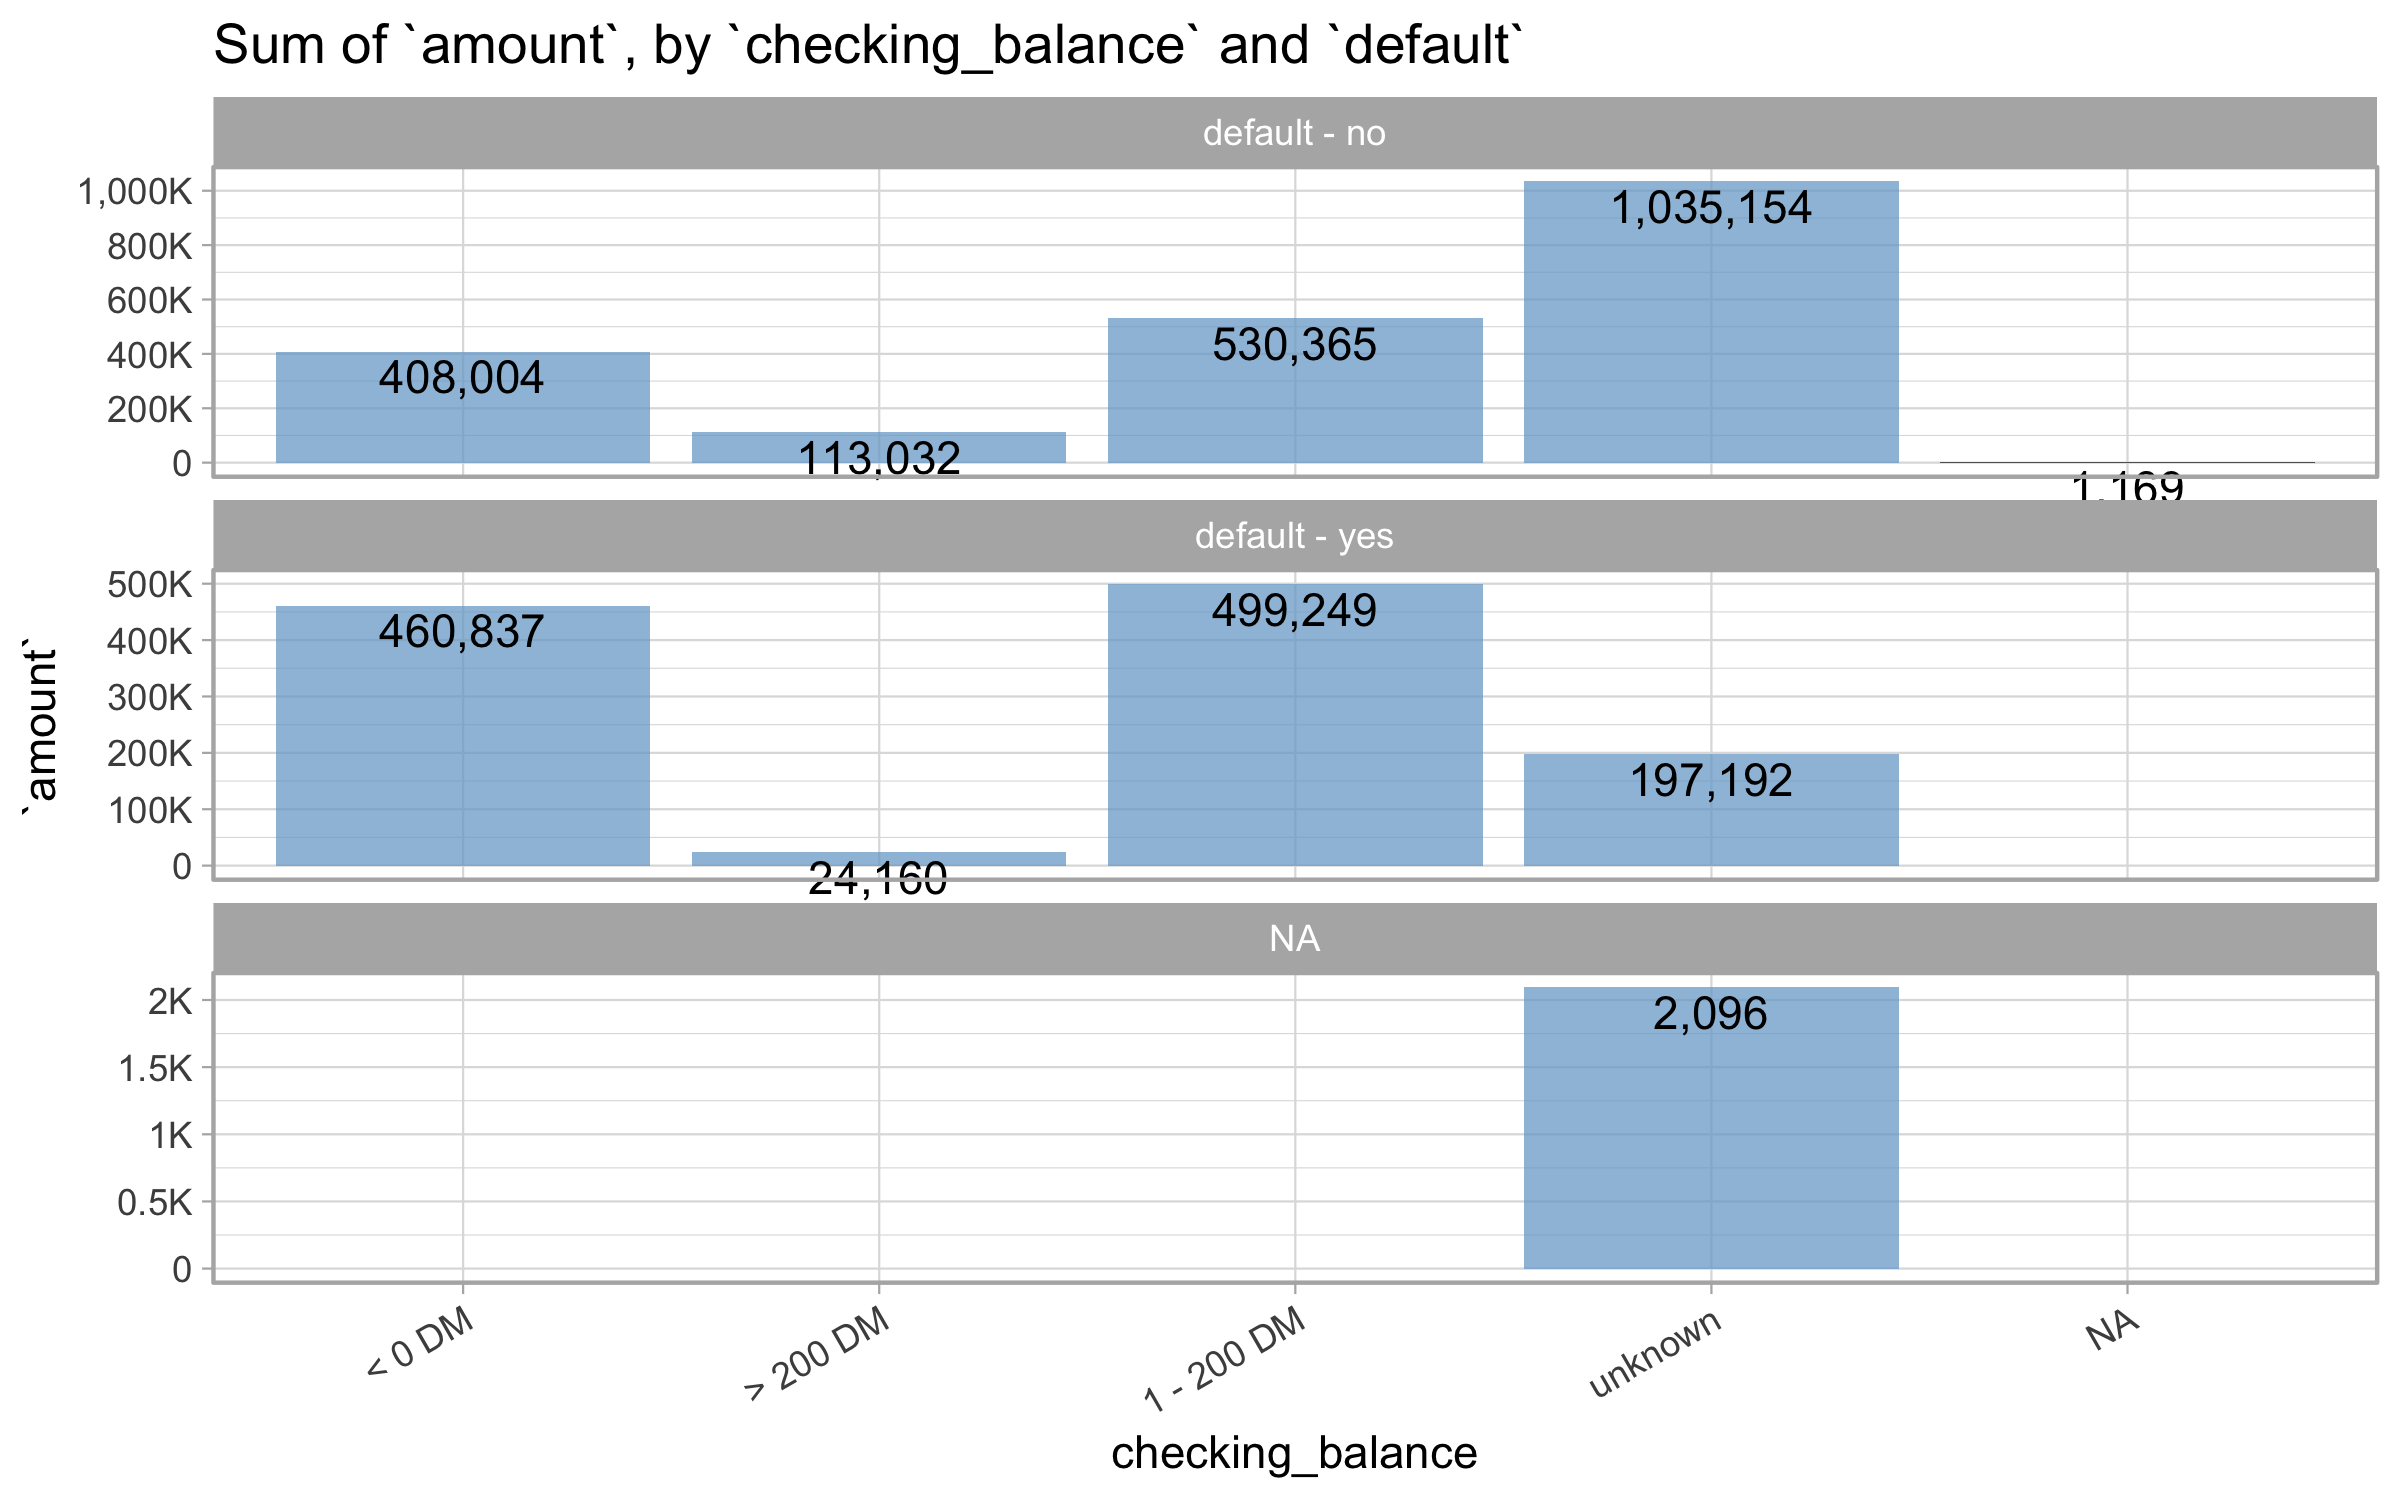 Sum of `amount`, by `checking_balance` and `default`
default - no
1,000K
800K
600K
400K
200K
0
408,004
113,032
530,365
1,035,154
1,169
default - yes
500K
400K
300K
200K
100K
0
460,837
24,160
499,249
197,192
NA
2K
1.5K
1K
0.5K
0
2,096
`amount`
< 0 DM
> 200 DM
1 - 200 DM
unknown
NA
checking_balance